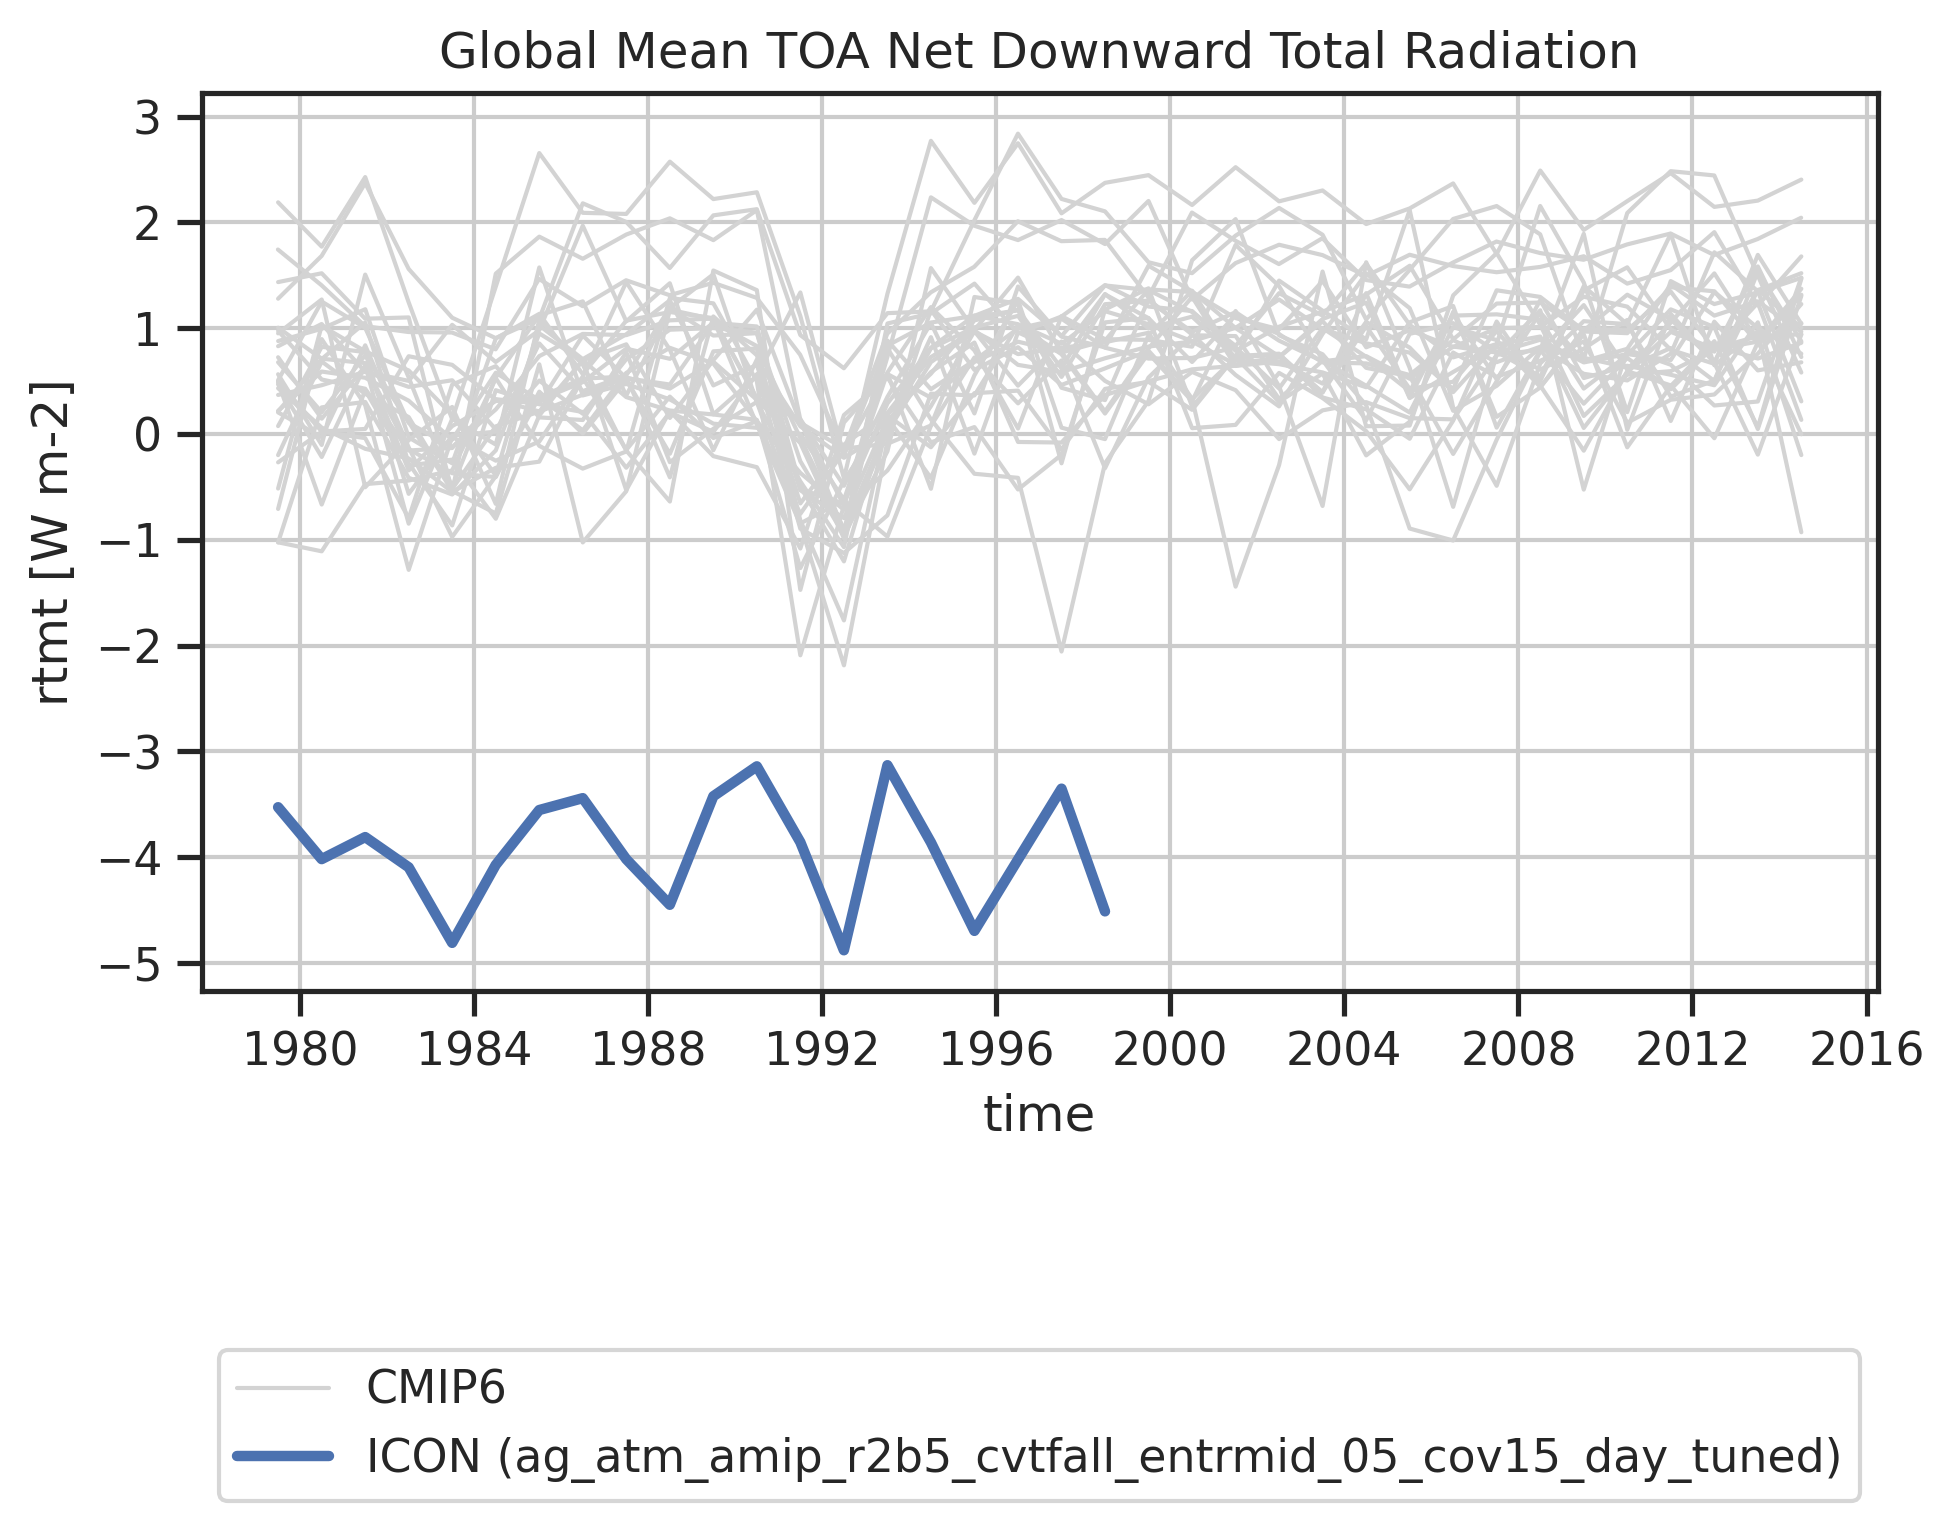 Global Mean TOA Net Downward Total Radiation
3
2
1
0
−1
−2
−3
−4
−5
rtmt [W m-2]
1980 1984 1988 1992 1996 2000 2004 2008 2012 2016
time
CMIP6
ICON (ag_atm_amip_r2b5_cvtfall_entrmid_05_cov15_day_tuned)